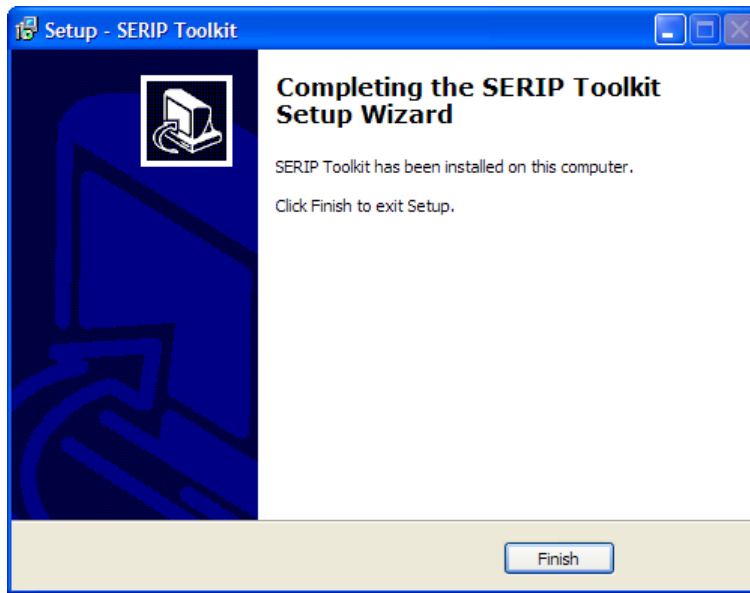 Setup - SERIP Toolkit
Completing the SERIP Toolkit
Setup Wizard
SERIP Toolkit has been installed on this computer.
Click Finish to exit Setup.
Finish